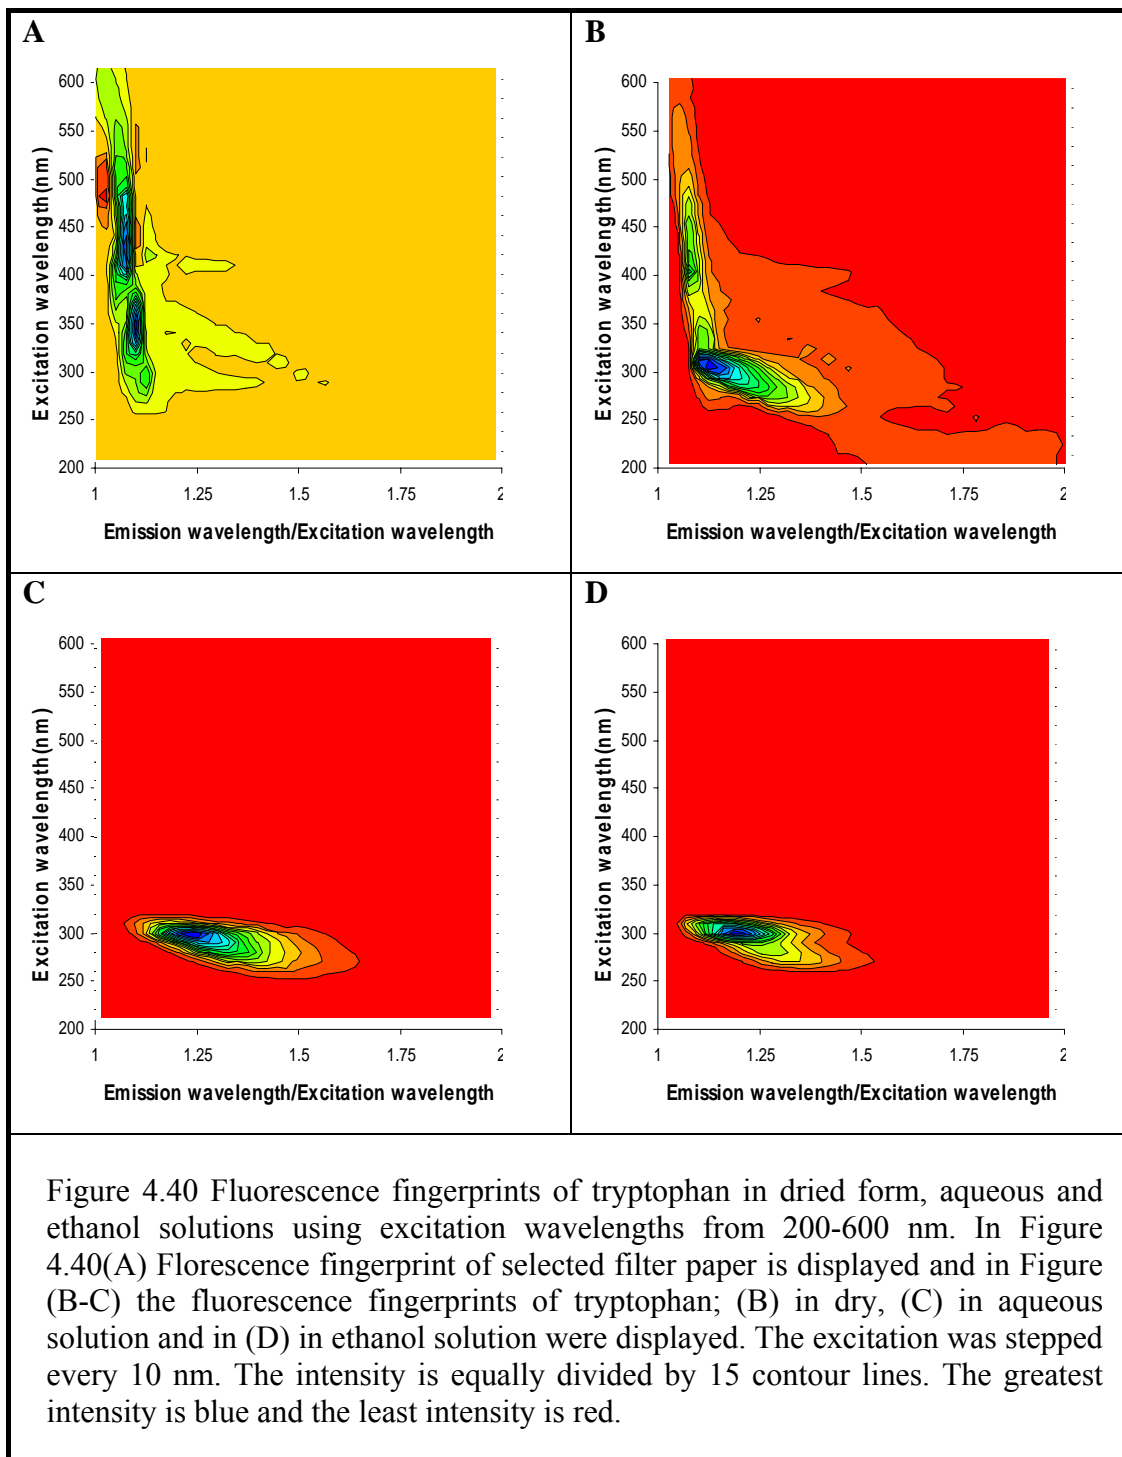 A
600
550
500
450
400
350
300
250
200
Excitation wavelength(nm)
1 1.25 1.5 1.75 2
Emission wavelength/Excitation wavelength
B
600
550
500
450
400
350
300
250
200
Excitation wavelength(nm)
1 1.25 1.5 1.75 2
Emission wavelength/Excitation wavelength
C
600
550
500
450
400
350
300
250
200
Excitation wavelength(nm)
1 1.25 1.5 1.75 2
Emission wavelength/Excitation wavelength
D
600
550
500
450
400
350
300
250
200
Excitation wavelength(nm)
1 1.25 1.5 1.75 2
Emission wavelength/Excitation wavelength
Figure 4.40 Fluorescence fingerprints of tryptophan in dried form, aqueous and
ethanol solutions using excitation wavelengths from 200-600 nm. In Figure
4.40(A) Florescence fingerprint of selected filter paper is displayed and in Figure
(B-C) the fluorescence fingerprints of tryptophan; (B) in dry, (C) in aqueous
solution and in (D) in ethanol solution were displayed. The excitation was stepped
every 10 nm. The intensity is equally divided by 15 contour lines. The greatest
intensity is blue and the least intensity is red.